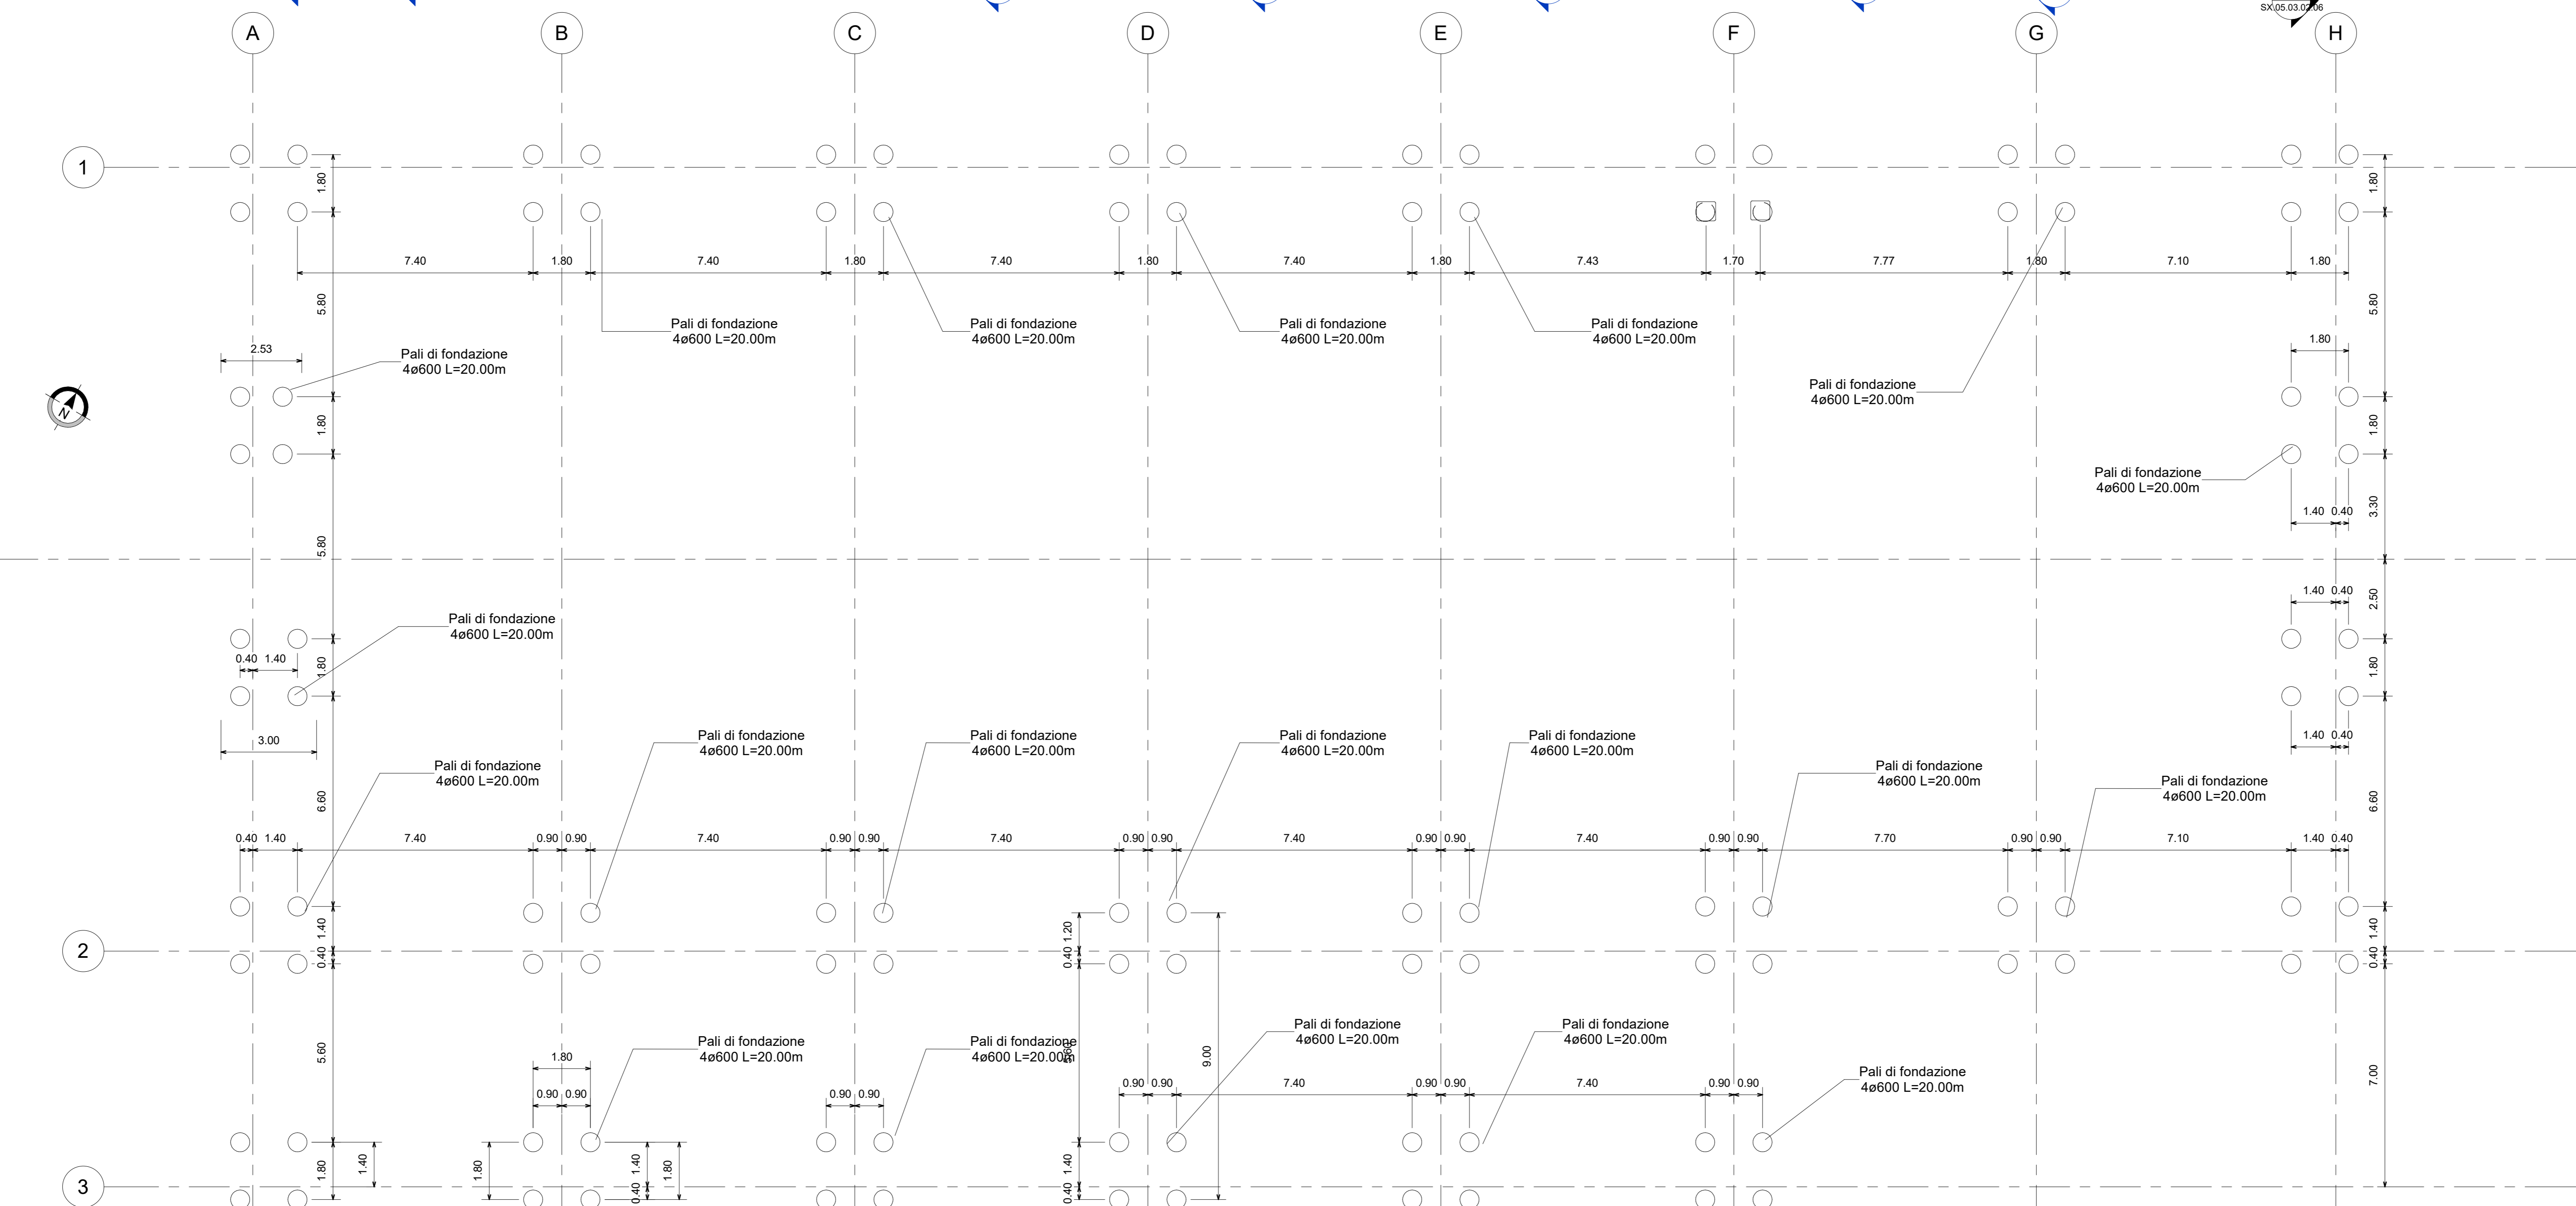 SX.05.03.02.06
A B C D E F G H
1
1.80 1.80
7.40 1.80 7.40 1.80 7.40 1.80 7.40 1.80 7.43 1.70 7.77 1.80 7.10 1.80
5.80 5.80
Pali di fondazione
4ø600 L=20.00m
Pali di fondazione
4ø600 L=20.00m
Pali di fondazione
4ø600 L=20.00m
Pali di fondazione
4ø600 L=20.00m
2.53
Pali di fondazione
4ø600 L=20.00m
1.80
Pali di fondazione
4ø600 L=20.00m
N
1.80 1.80
Pali di fondazione
4ø600 L=20.00m
3.30
1.40 0.40
5.80
1.40 0.40
2.50
Pali di fondazione
4ø600 L=20.00m
0.40 1.40
1.80 1.80
3.00
1.40 0.40
Pali di fondazione
4ø600 L=20.00m
Pali di fondazione
4ø600 L=20.00m
Pali di fondazione
4ø600 L=20.00m
Pali di fondazione
4ø600 L=20.00m
Pali di fondazione
4ø600 L=20.00m
Pali di fondazione
4ø600 L=20.00m
Pali di fondazione
4ø600 L=20.00m
6.60 6.60
0.40 1.40 7.40 0.90 0.90 7.40 0.90 0.90 7.40 0.90 0.90 7.40 0.90 0.90 7.40 0.90 0.90 7.70 0.90 0.90 7.10 1.40 0.40
1.40 1.20 1.40
2
0.40 0.40 0.40
Pali di fondazione
4ø600 L=20.00m
Pali di fondazione
4ø600 L=20.00m
Pali di fondazione
4ø600 L=20.00m
Pali di fondazione
4ø600 L=20.00m
Pali di fondazione
4ø600 L=20.00m
5.60 1.80 9.00 7.00
0.90 0.90 0.90 0.90 0.90 0.90 7.40 0.90 0.90 7.40 0.90 0.90
1.80 1.40 1.80 1.40 1.80 1.40
3
0.40 0.40